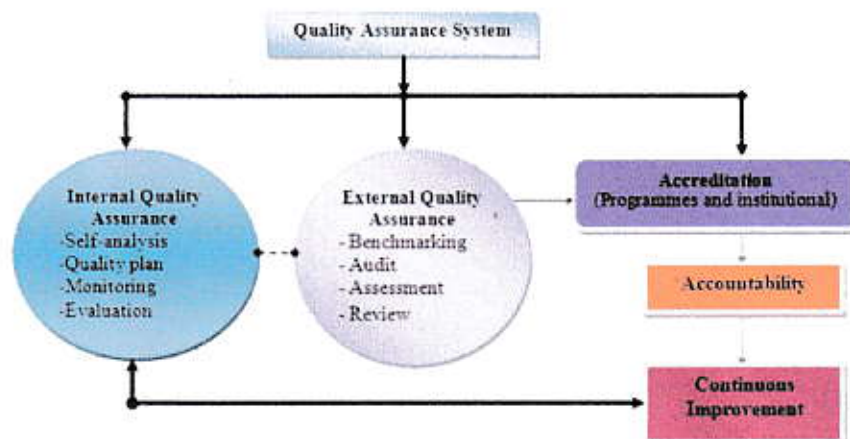 Quality Assurance System
Internal Quality
Assurance
-Self-analysis
-Quality plan
-Monitoring
-Evaluation
External Quality
Assurance
- Benchmarking
- Audit
- Assessment
- Review
Accreditation
(Programmes and institutional)
Accountability
Continuous
Improvement